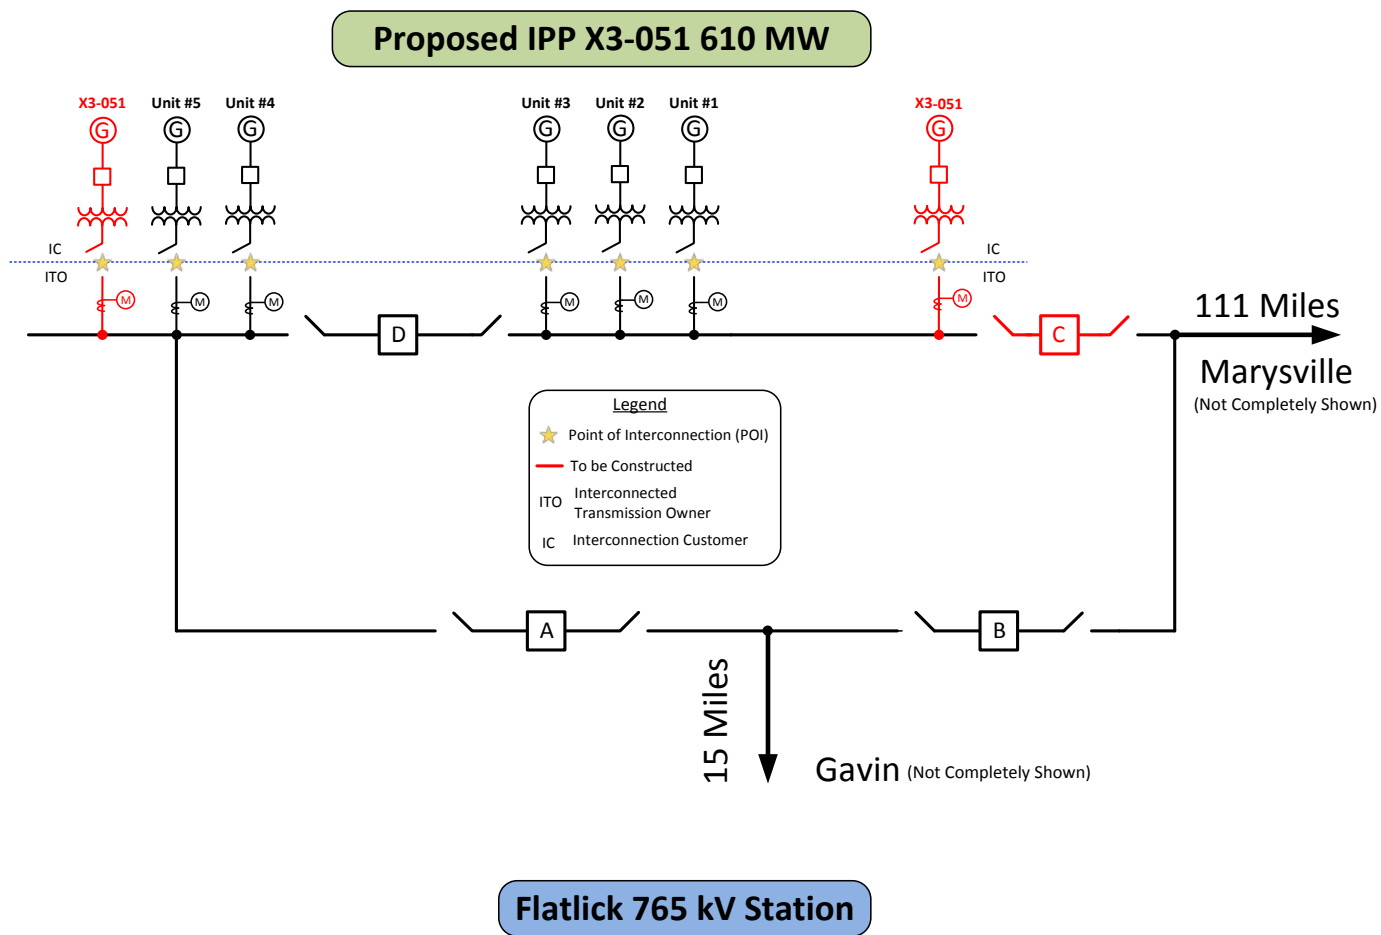 Proposed IPP X3-051 610 MW
X3-051 Unit #5 Unit #4 Unit #3 Unit #2 Unit #1 X3-051
G G G G G G G
IC IC
ITO ITO
M M M M M M M
D C
111 Miles
Marysville
(Not Completely Shown)
Legend
Point of Interconnection (POI)
To be Constructed
ITO Interconnected
Transmission Owner
IC Interconnection Customer
A B
15 Miles
Gavin (Not Completely Shown)
Flatlick 765 kV Station